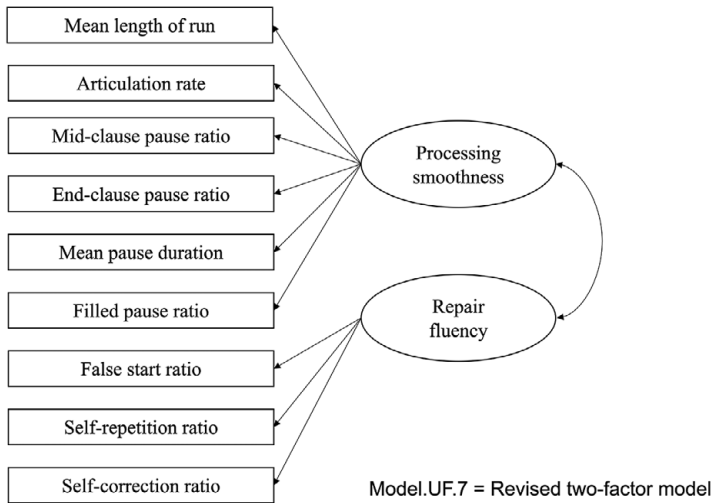 Mean length of run
Articulation rate
Mid-clause pause ratio
End-clause pause ratio
Mean pause duration
Filled pause ratio
False start ratio
Self-repetition ratio
Self-correction ratio
Processing
smoothness
Repair
fluency
Model.UF.7 = Revised two-factor model